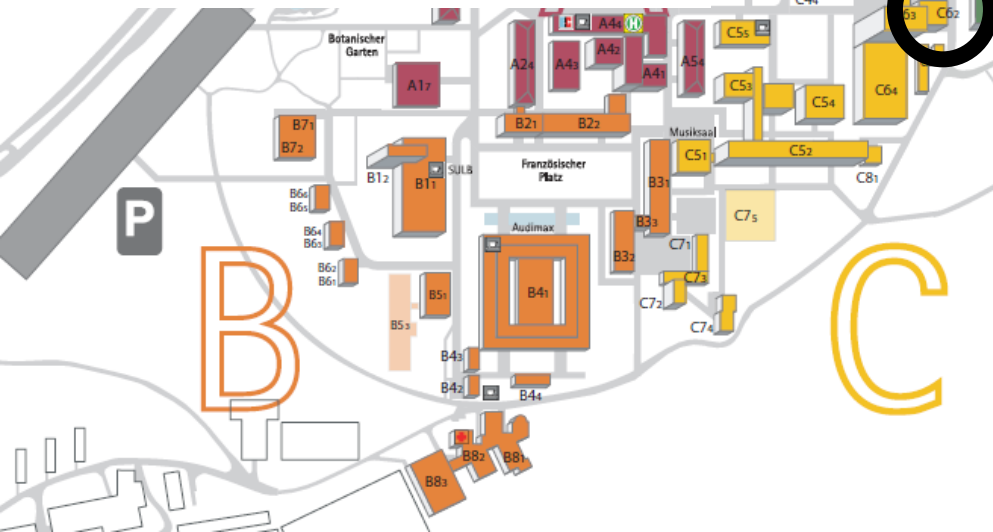 C44
C62
63
A44
H
C55
Botanischer
Garten
A24
A43
A42
A41
A54
A17
C53
C54
C64
B71
B72
B21
B22
Musiksaal
C51
C52
C81
B12
B11
SULB
Französischer
Platz
B31
B66
B65
P
B64
B63
Audimax
B33
C75
B32
C71
B62
B61
C73
B
B51
B41
C72
C
B53
C74
B43
B42
B44
B82
B81
B83